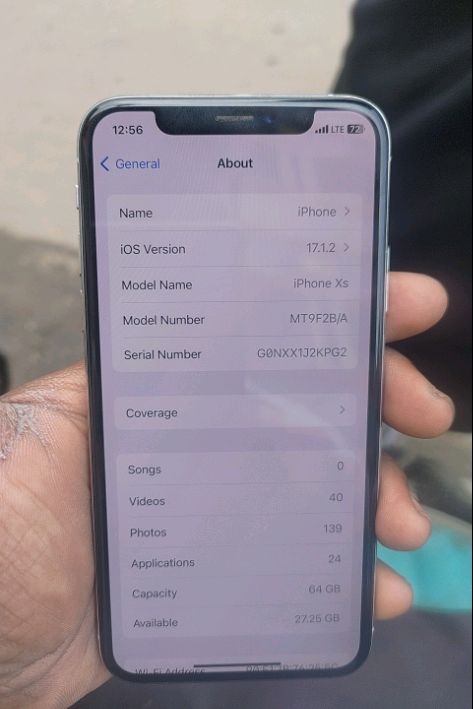 12:56 LTE 72
General About
Name iPhone
iOS Version 17.1.2
Model Name iPhone Xs
Model Number MT9F2B/A
Serial Number G0NXX1J2KPG2
Coverage
Songs 0
Videos 40
Photos 139
Applications 24
Capacity 64 GB
Available 27.25 GB
Wi-Fi Address